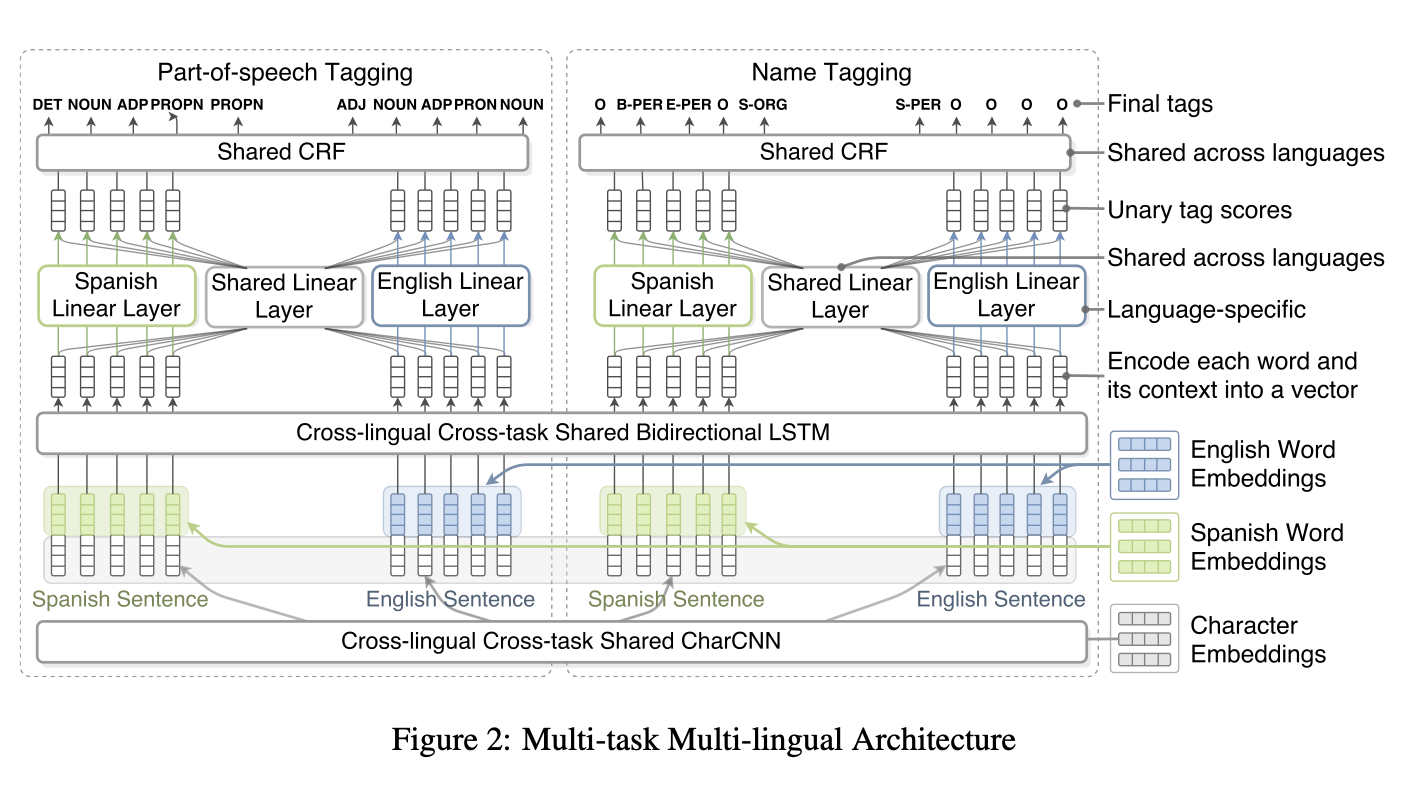 Part-of-speech Tagging
Name Tagging
DET NOUN ADP PROPN PROPN ADJ NOUN ADP PRON NOUN
O B-PER E-PER O S-ORG S-PER O O O O
Final tags
Shared CRF
Shared CRF
Shared across languages
Unary tag scores
Shared across languages
Spanish
Linear Layer
Shared Linear
Layer
English Linear
Layer
Spanish
Linear Layer
Shared Linear
Layer
English Linear
Layer
Language-specific
Encode each word and
its context into a vector
Cross-lingual Cross-task Shared Bidirectional LSTM
English Word
Embeddings
Spanish Word
Embeddings
Spanish Sentence
English Sentence
Spanish Sentence
English Sentence
Cross-lingual Cross-task Shared CharCNN
Character
Embeddings
Figure 2: Multi-task Multi-lingual Architecture